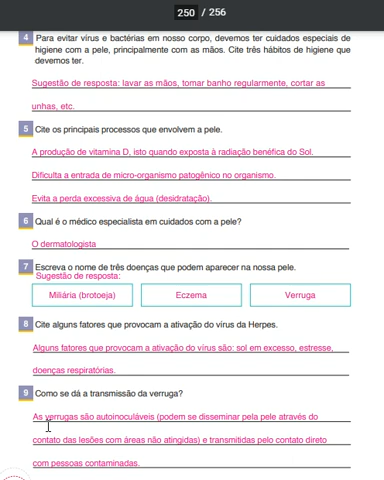 250 / 256
4 Para evitar vírus e bactérias em nosso corpo, devemos ter cuidados especiais de
higiene com a pele, principalmente com as mãos. Cite três hábitos de higiene que
devemos ter.
Sugestão de resposta: lavar as mãos, tomar banho regularmente, cortar as
unhas, etc.
5 Cite os principais processos que envolvem a pele.
A produção de vitamina D, isto quando exposta à radiação benéfica do Sol.
Dificulta a entrada de micro-organismo patogênico no organismo.
Evita a perda excessiva de água (desidratação).
6 Qual é o médico especialista em cuidados com a pele?
O dermatologista
7 Escreva o nome de três doenças que podem aparecer na nossa pele.
Sugestão de resposta:
Miliária (brotoeja) Eczema Verruga
8 Cite alguns fatores que provocam a ativação do vírus da Herpes.
Alguns fatores que provocam a ativação do vírus são: sol em excesso, estresse,
doenças respiratórias.
9 Como se dá a transmissão da verruga?
As verrugas são autoinoculáveis (podem se disseminar pela pele através do
contato das lesões com áreas não atingidas) e transmitidas pelo contato direto
com pessoas contaminadas.